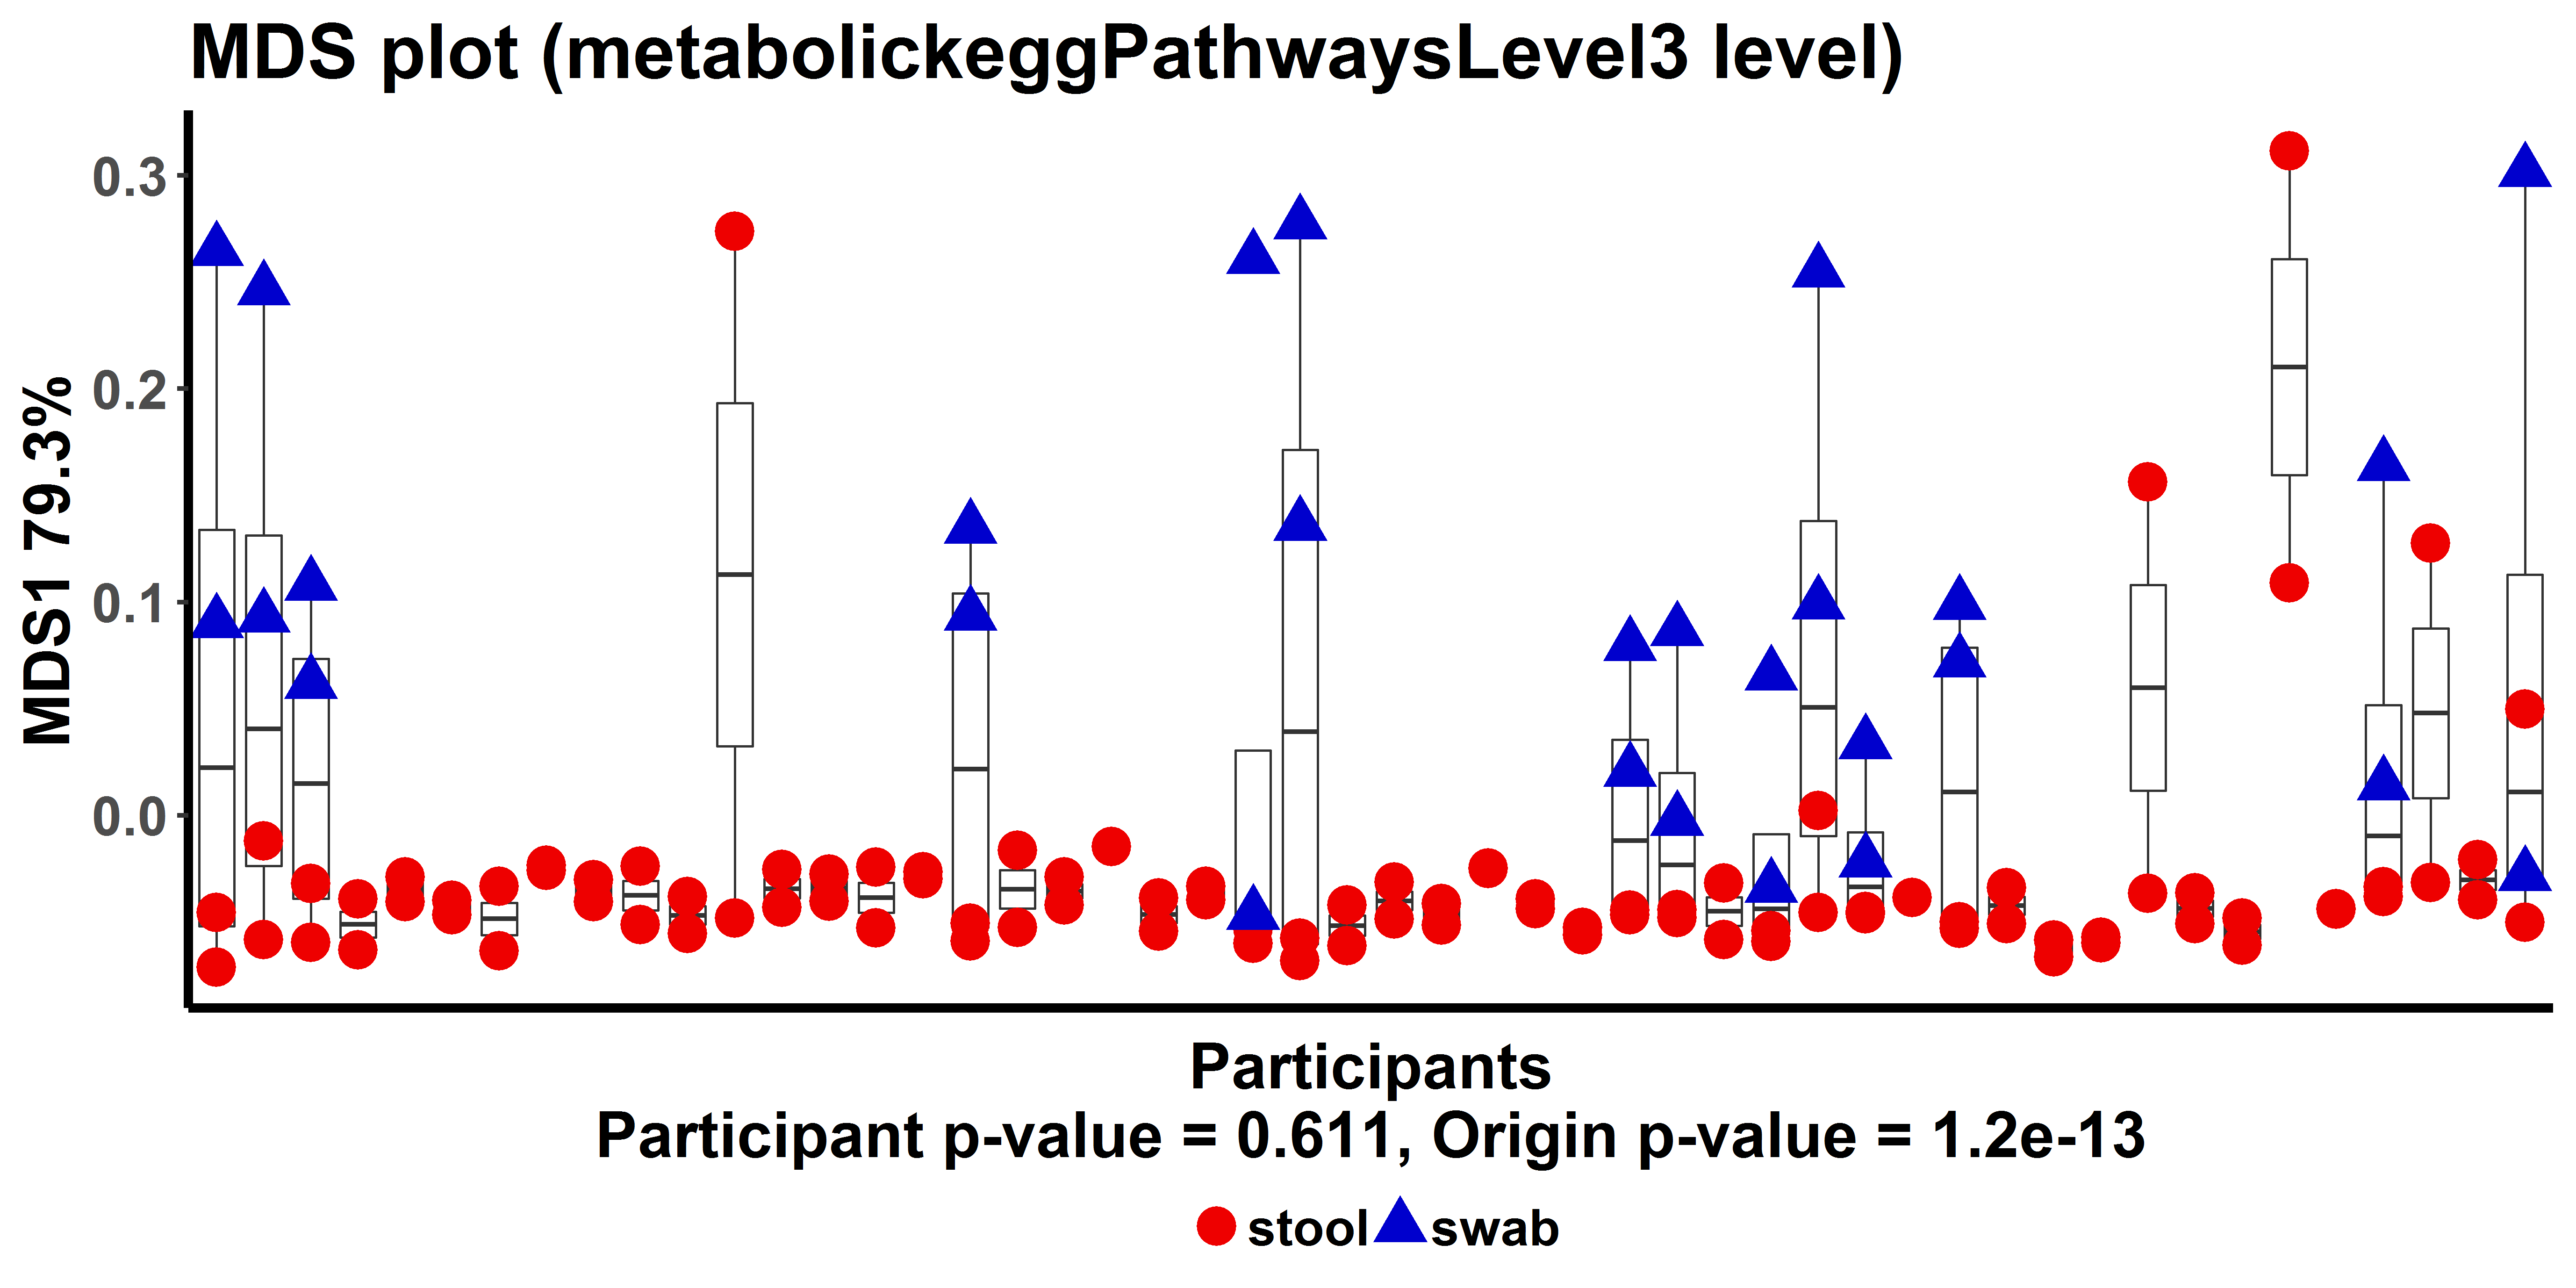 MDS plot (metabolickeggPathwaysLevel3 level)
MDS1 79.3%
0.3
0.2
0.1
0.0
Participants
Participant p-value = 0.611, Origin p-value = 1.2e-13
stool swab